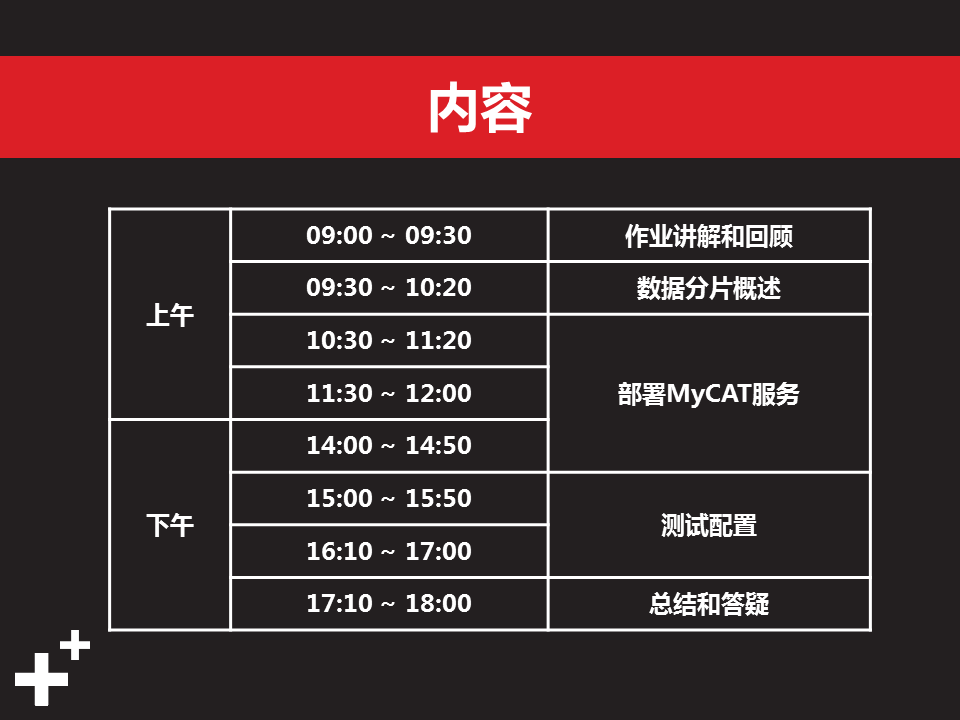 内容
上午
09:00 ~ 09:30
作业讲解和回顾
09:30 ~ 10:20
数据分片概述
10:30 ~ 11:20
部署MyCAT服务
11:30 ~ 12:00
下午
14:00 ~ 14:50
15:00 ~ 15:50
测试配置
16:10 ~ 17:00
17:10 ~ 18:00
总结和答疑